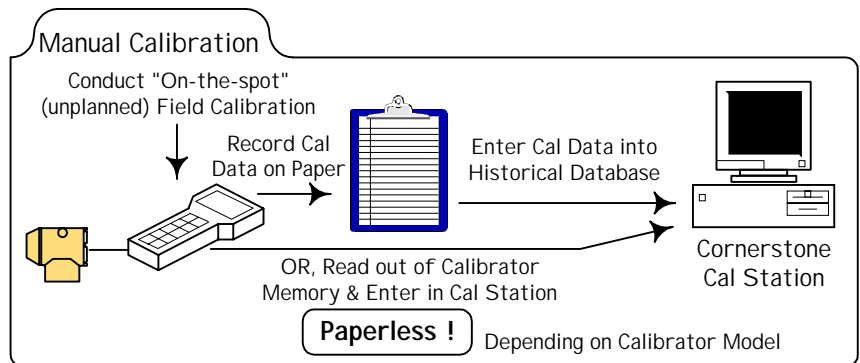 Manual Calibration
Conduct "On-the-spot"
(unplanned) Field Calibration
Record Cal
Data on Paper
Enter Cal Data into
Historical Database
OR, Read out of Calibrator
Memory & Enter in Cal Station
Cornerstone
Cal Station
Paperless !
Depending on Calibrator Model